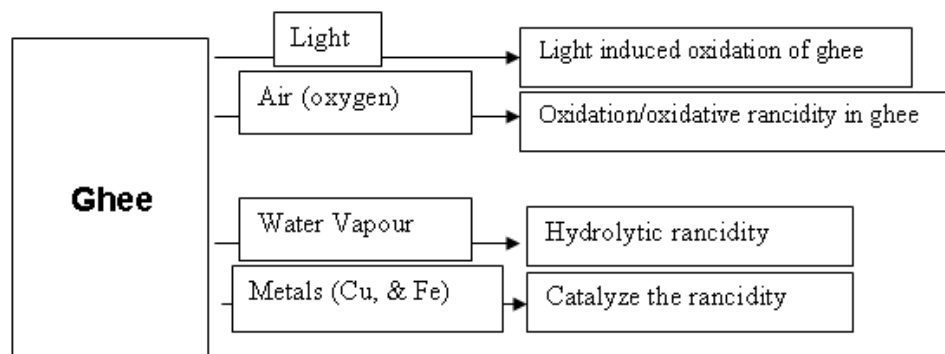 Light
Light induced oxidation of ghee
Air (oxygen)
Oxidation/oxidative rancidity in ghee
Ghee
Water Vapour
Hydrolytic rancidity
Metals (Cu, & Fe)
Catalyze the rancidity